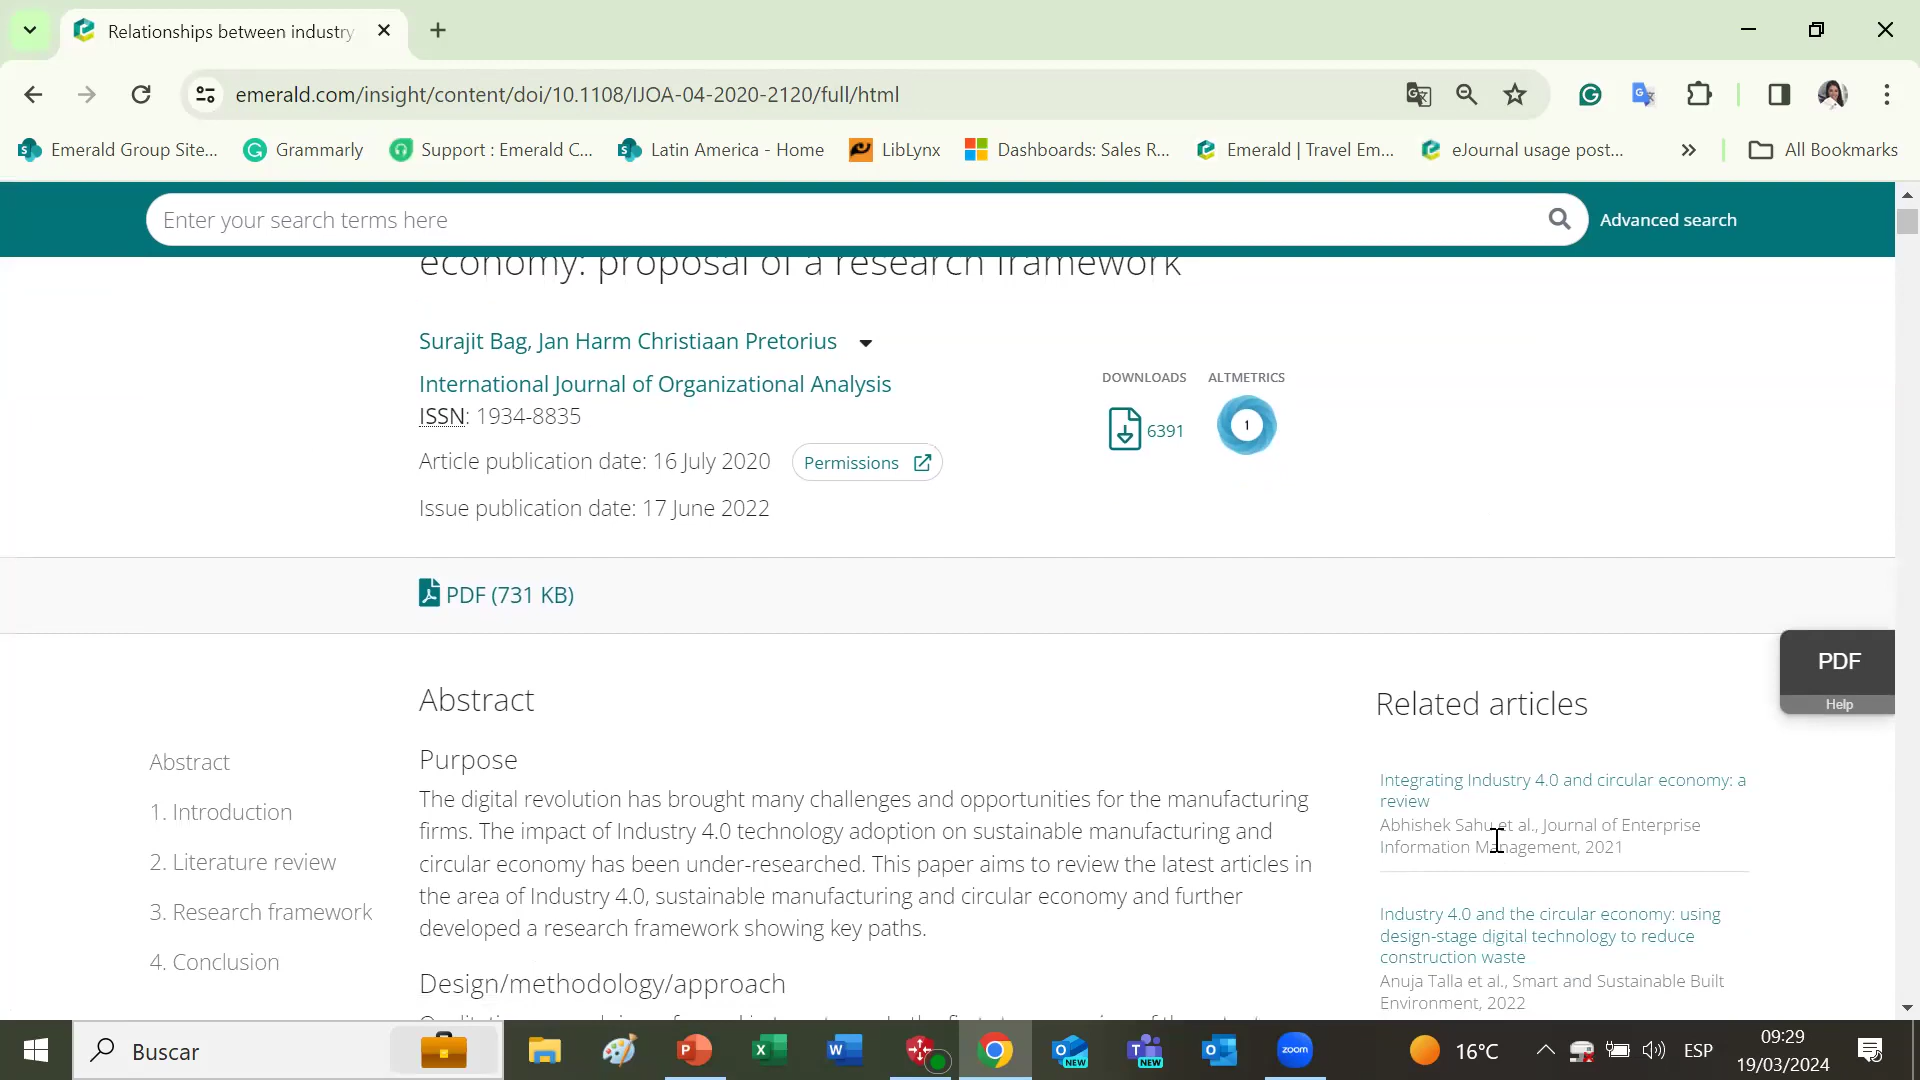 Relationships between industry
emerald.com/insight/content/doi/10.1108/IJOA-04-2020-2120/full/html
Emerald Group Site...
Grammarly
Support : Emerald C...
Latin America - Home
LibLynx
Dashboards: Sales R...
Emerald | Travel Em...
eJournal usage post...
»
All Bookmarks
Enter your search terms here
Advanced search
economy: proposal of a research framework
Surajit Bag, Jan Harm Christiaan Pretorius
International Journal of Organizational Analysis
ISSN: 1934-8835
Article publication date: 16 July 2020
Permissions
Issue publication date: 17 June 2022
DOWNLOADS
6391
ALTMETRICS
1
PDF (731 KB)
PDF
Help
Abstract
1. Introduction
2. Literature review
3. Research framework
4. Conclusion
Abstract
Purpose
The digital revolution has brought many challenges and opportunities for the manufacturing
firms. The impact of Industry 4.0 technology adoption on sustainable manufacturing and
circular economy has been under-researched. This paper aims to review the latest articles in
the area of Industry 4.0, sustainable manufacturing and circular economy and further
developed a research framework showing key paths.
Design/methodology/approach
Related articles
Integrating Industry 4.0 and circular economy: a
review
Abhishek Sahu et al., Journal of Enterprise
Information Management, 2021
Industry 4.0 and the circular economy: using
design-stage digital technology to reduce
construction waste
Anuja Talla et al., Smart and Sustainable Built
Environment, 2022
Buscar
NEW
NEW
zoom
16°C
ESP
09:29
19/03/2024